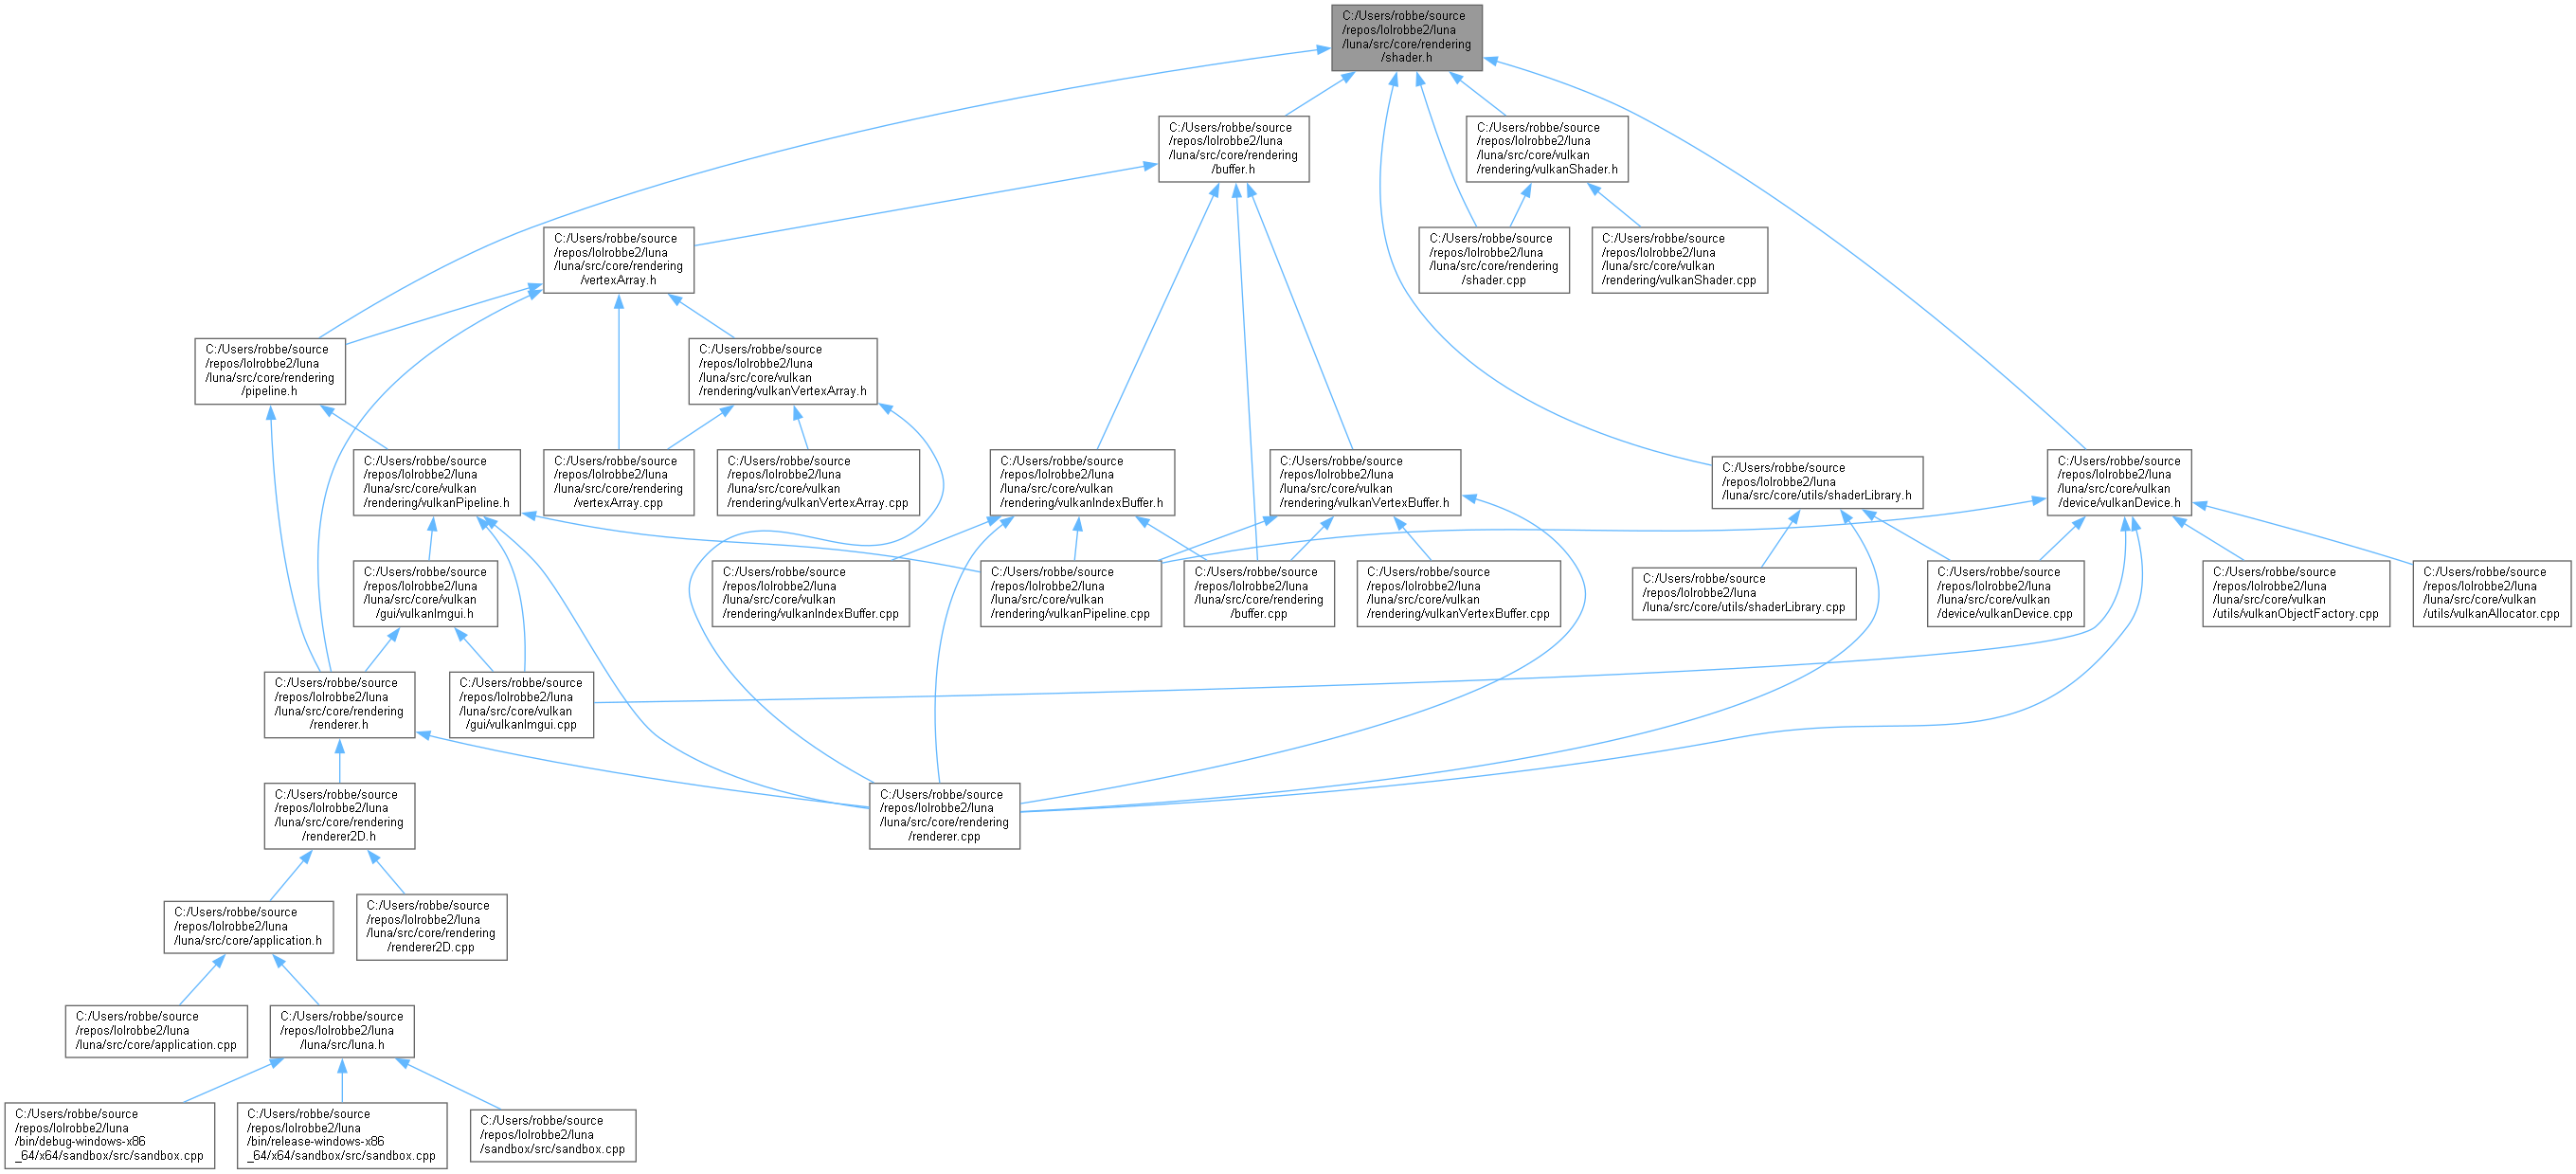 C:/Users/robbe/source
/repos/lolrobbe2/luna
/luna/src/core/rendering
/shader.h
C:/Users/robbe/source
/repos/lolrobbe2/luna
/luna/src/core/rendering
/buffer.h
C:/Users/robbe/source
/repos/lolrobbe2/luna
/luna/src/core/vulkan
/rendering/vulkanShader.h
C:/Users/robbe/source
/repos/lolrobbe2/luna
/luna/src/core/rendering
/vertexArray.h
C:/Users/robbe/source
/repos/lolrobbe2/luna
/luna/src/core/rendering
/shader.cpp
C:/Users/robbe/source
/repos/lolrobbe2/luna
/luna/src/core/vulkan
/rendering/vulkanShader.cpp
C:/Users/robbe/source
/repos/lolrobbe2/luna
/luna/src/core/rendering
/pipeline.h
C:/Users/robbe/source
/repos/lolrobbe2/luna
/luna/src/core/vulkan
/rendering/vulkanVertexArray.h
C:/Users/robbe/source
/repos/lolrobbe2/luna
/luna/src/core/vulkan
/rendering/vulkanPipeline.h
C:/Users/robbe/source
/repos/lolrobbe2/luna
/luna/src/core/rendering
/vertexArray.cpp
C:/Users/robbe/source
/repos/lolrobbe2/luna
/luna/src/core/vulkan
/rendering/vulkanVertexArray.cpp
C:/Users/robbe/source
/repos/lolrobbe2/luna
/luna/src/core/vulkan
/rendering/vulkanIndexBuffer.h
C:/Users/robbe/source
/repos/lolrobbe2/luna
/luna/src/core/vulkan
/rendering/vulkanVertexBuffer.h
C:/Users/robbe/source
/repos/lolrobbe2/luna
/luna/src/core/utils/shaderLibrary.h
C:/Users/robbe/source
/repos/lolrobbe2/luna
/luna/src/core/vulkan
/device/vulkanDevice.h
C:/Users/robbe/source
/repos/lolrobbe2/luna
/luna/src/core/vulkan
/gui/vulkanImgui.h
C:/Users/robbe/source
/repos/lolrobbe2/luna
/luna/src/core/vulkan
/rendering/vulkanIndexBuffer.cpp
C:/Users/robbe/source
/repos/lolrobbe2/luna
/luna/src/core/vulkan
/rendering/vulkanPipeline.cpp
C:/Users/robbe/source
/repos/lolrobbe2/luna
/luna/src/core/rendering
/buffer.cpp
C:/Users/robbe/source
/repos/lolrobbe2/luna
/luna/src/core/vulkan
/rendering/vulkanVertexBuffer.cpp
C:/Users/robbe/source
/repos/lolrobbe2/luna
/luna/src/core/utils/shaderLibrary.cpp
C:/Users/robbe/source
/repos/lolrobbe2/luna
/luna/src/core/vulkan
/device/vulkanDevice.cpp
C:/Users/robbe/source
/repos/lolrobbe2/luna
/luna/src/core/vulkan
/utils/vulkanObjectFactory.cpp
C:/Users/robbe/source
/repos/lolrobbe2/luna
/luna/src/core/vulkan
/utils/vulkanAllocator.cpp
C:/Users/robbe/source
/repos/lolrobbe2/luna
/luna/src/core/rendering
/renderer.h
C:/Users/robbe/source
/repos/lolrobbe2/luna
/luna/src/core/vulkan
/gui/vulkanImgui.cpp
C:/Users/robbe/source
/repos/lolrobbe2/luna
/luna/src/core/rendering
/renderer2D.h
C:/Users/robbe/source
/repos/lolrobbe2/luna
/luna/src/core/rendering
/renderer.cpp
C:/Users/robbe/source
/repos/lolrobbe2/luna
/luna/src/core/application.h
C:/Users/robbe/source
/repos/lolrobbe2/luna
/luna/src/core/rendering
/renderer2D.cpp
C:/Users/robbe/source
/repos/lolrobbe2/luna
/luna/src/core/application.cpp
C:/Users/robbe/source
/repos/lolrobbe2/luna
/luna/src/luna.h
C:/Users/robbe/source
/repos/lolrobbe2/luna
/bin/debug-windows-x86
_64/x64/sandbox/src/sandbox.cpp
C:/Users/robbe/source
/repos/lolrobbe2/luna
/bin/release-windows-x86
_64/x64/sandbox/src/sandbox.cpp
C:/Users/robbe/source
/repos/lolrobbe2/luna
/sandbox/src/sandbox.cpp